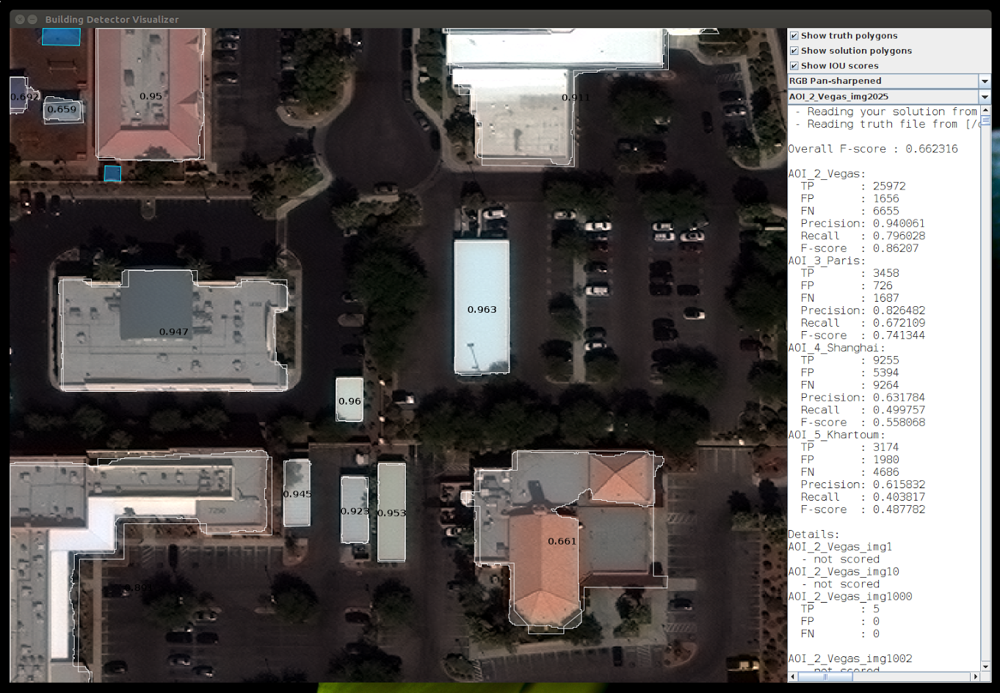 Building Detector Visualizer
Show truth polygons
Show solution polygons
Show IOU scores
RGB Pan-sharpened
AOI_2_Vegas_img2025
- Reading your solution from
- Reading truth file from [/
Overall F-score : 0.662316
AOI_2_Vegas:
TP : 25972
FP : 1656
FN : 6655
Precision: 0.940061
Recall : 0.796028
F-score : 0.86207
AOI_3_Paris:
TP : 3458
FP : 726
FN : 1687
Precision: 0.826482
Recall : 0.672109
F-score : 0.741344
AOI_4_Shanghai:
TP : 9255
FP : 5394
FN : 9264
Precision: 0.631784
Recall : 0.499757
F-score : 0.558068
AOI_5_Khartoum:
TP : 3174
FP : 1980
FN : 4686
Precision: 0.615832
Recall : 0.403817
F-score : 0.487782
Details:
AOI_2_Vegas_img1
- not scored
AOI_2_Vegas_img10
- not scored
AOI_2_Vegas_img1000
TP : 5
FP : 0
FN : 0
AOI_2_Vegas_img1002
not scored
0.692
0.659
0.95
0.911
0.963
0.947
0.96
0.945
0.923
0.953
7250
0.661